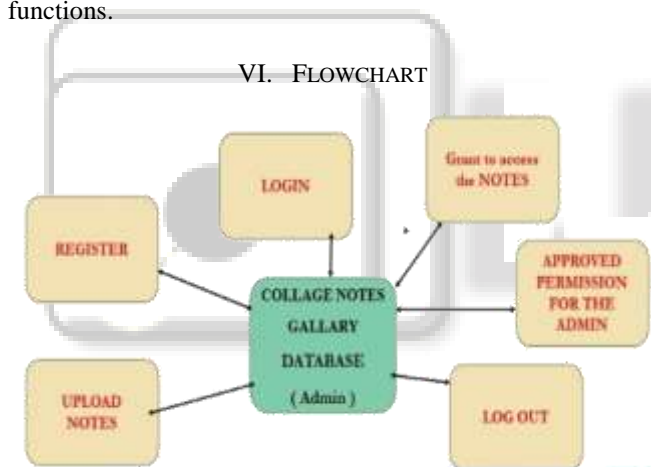 functions.
VI. FLOWCHART
LOGIN
Grant to access
the NOTES
REGISTER
APPROVED
PERMISSION
FOR THE
ADMIN
COLLAGE NOTES
GALLARY
DATABASE
( Admin )
UPLOAD
NOTES
LOG OUT